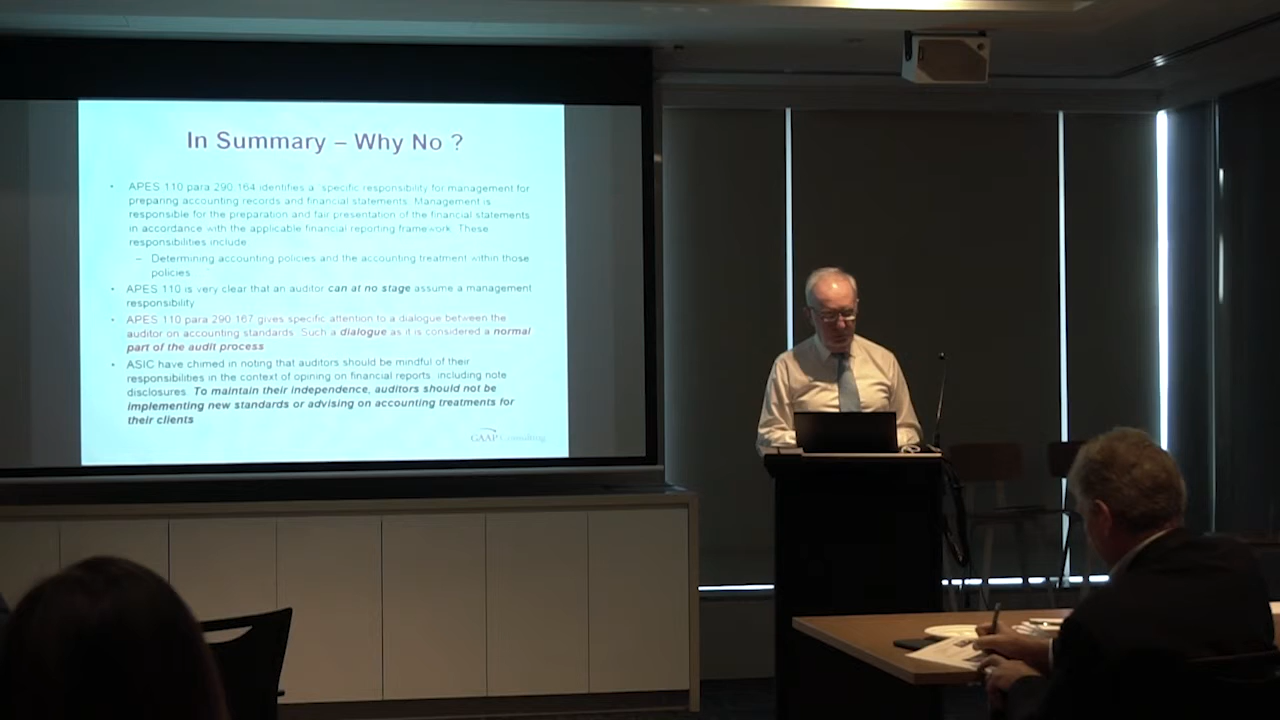 In Summary – Why No ?
• APES 110 para 290.164 identifies a specific responsibility for management for
preparing accounting records and financial statements. Management is
responsible for the preparation and fair presentation of the financial statements
in accordance with the applicable financial reporting framework. These
responsibilities include
– Determining accounting policies and the accounting treatment within those
policies
• APES 110 is very clear that an auditor can at no stage assume a management
responsibility
• APES 110 para 290.167 gives specific attention to a dialogue between the
auditor on accounting standards. Such a dialogue as it is considered a normal
part of the audit process
• ASIC have chimed in noting that auditors should be mindful of their
responsibilities in the context of opining on financial reports, including note
disclosures. To maintain their independence, auditors should not be
implementing new standards or advising on accounting treatments for
their clients
GAAP Consulting